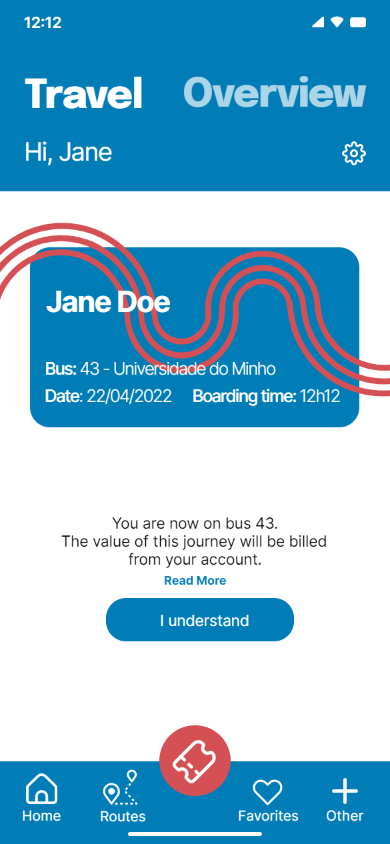 12:12
Travel Overview
Hi, Jane
Jane Doe
Bus: 43 - Universidade do Minho
Date: 22/04/2022 Boarding time: 12h12
You are now on bus 43.
The value of this journey will be billed
from your account.
Read More
I understand
Home Routes Favorites Other